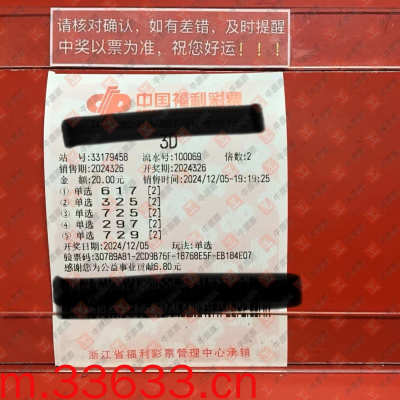 请核对确认，如有差错，及时提醒
中奖以票为准，祝您好运！！！
中国福利彩票
3D
站 号:33179458 流水号:100069 倍数:2
销售期:2024326 开奖期:2024326
金 额:20.00元 销售时间:2024/12/05-19:19:25
① 单选 6 1 7 [2]
② 单选 3 2 5 [2]
③ 单选 7 2 5 [2]
④ 单选 2 9 7 [2]
⑤ 单选 7 2 9 [2]
开奖日期:2024/12/05 玩法:单选
验票码:307B9AB1-2CD9B76F-1B768E5F-EB184E07
感谢您为公益事业贡献6.80元
浙江省福利彩票管理中心承销
m.33633.cn